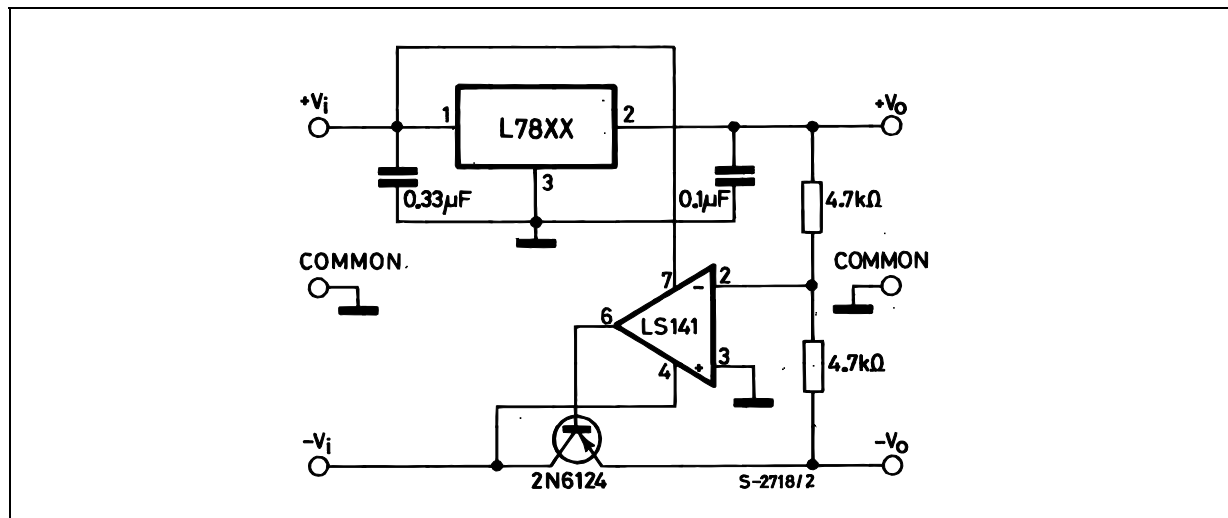 +Vi
1
L78XX
2
+Vo
3
0.33µF
0.1µF
4.7kΩ
COMMON
COMMON
7
2
-
6
LS141
3
+
4
4.7kΩ
-Vi
-Vo
2N6124
S-2718/2